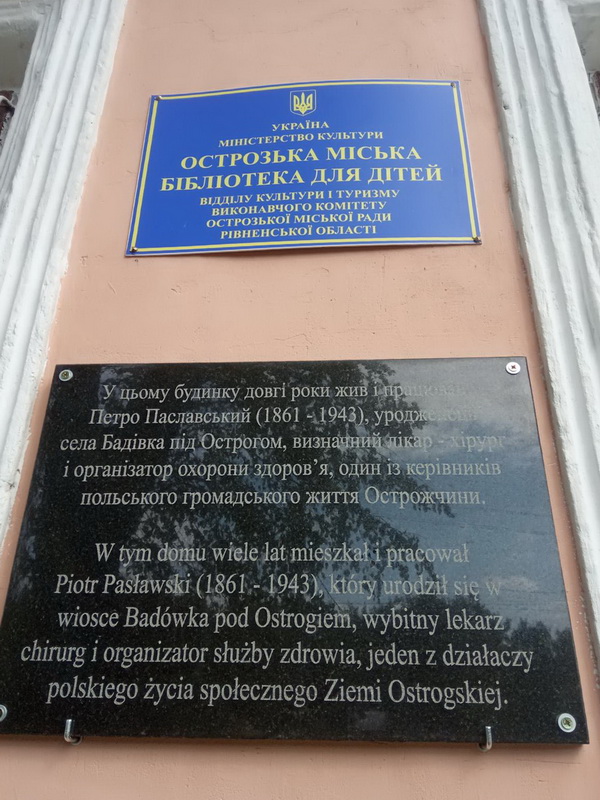 УКРАЇНА
МІНІСТЕРСТВО КУЛЬТУРИ
ОСТРОЗЬКА МІСЬКА
БІБЛІОТЕКА ДЛЯ ДІТЕЙ
ВІДДІЛУ КУЛЬТУРИ І ТУРИЗМУ
ВИКОНАВЧОГО КОМІТЕТУ
ОСТРОЗЬКОЇ МІСЬКОЇ РАДИ
РІВНЕНСЬКОЇ ОБЛАСТІ
У цьому будинку довгі роки жив і працював
Петро Паславський (1861 - 1943), уродженець
села Бадівка під Острогом, визначний лікар - хірург
і організатор охорони здоров’я, один із керівників
польського громадського життя Острожчини.
W tym domu wiele lat mieszkał i pracował
Piotr Pasławski (1861 - 1943), który urodził się w
wiosce Badówka pod Ostrogiem, wybitny lekarz
chirurg i organizator służby zdrowia, jeden z działaczy
polskiego życia społecznego Ziemi Ostrogskiej.